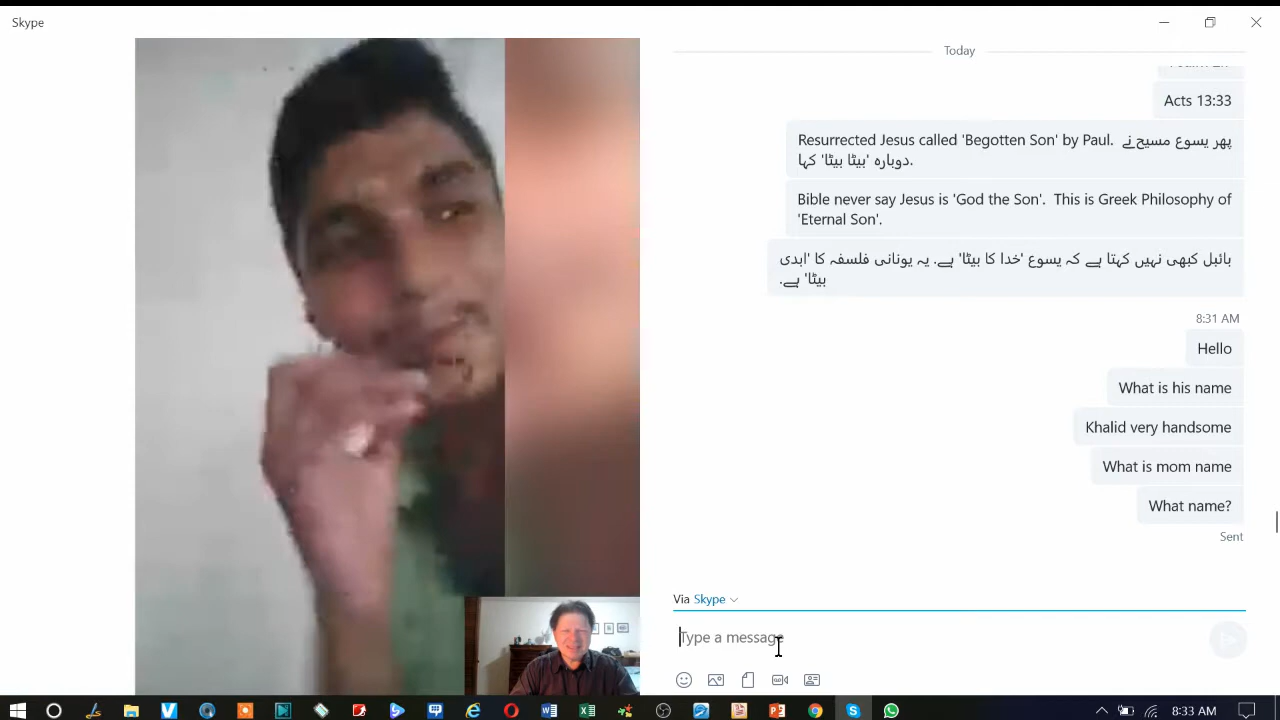 Skype
Today
Acts 13:33
Resurrected Jesus called 'Begotten Son' by Paul. پھر یسوع مسیح نے
دوبارہ 'بیٹا بیٹا' کہا.
Bible never say Jesus is 'God the Son'. This is Greek Philosophy of
'Eternal Son'.
بائبل کبھی نہیں کہتا ہے کہ یسوع 'خدا کا بیٹا' ہے. یہ یونانی فلسفہ کا 'ابدی
بیٹا' ہے.
8:31 AM
Hello
What is his name
Khalid very handsome
What is mom name
What name?
Sent
Via Skype
Type a message
8:33 AM